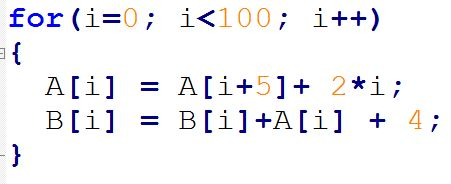 for(i=0; i<100; i++)
{
  A[i] = A[i+5]+ 2*i;
  B[i] = B[i]+A[i] + 4;
}